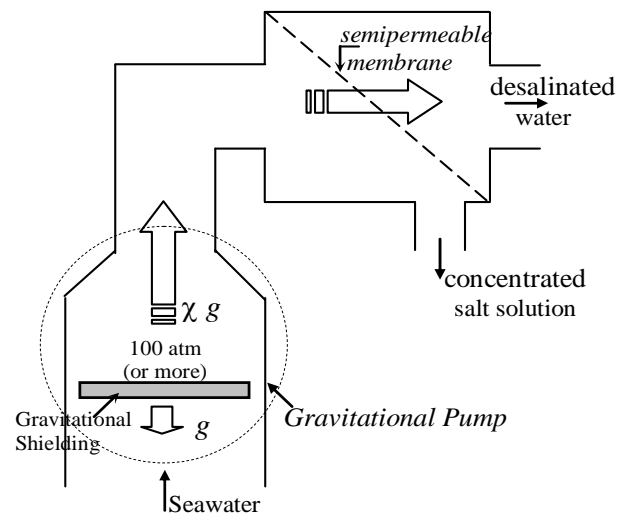 semipermeable
membrane
desalinated
water
concentrated
salt solution
χ g
100 atm
(or more)
Gravitational
Shielding
g
Gravitational Pump
Seawater